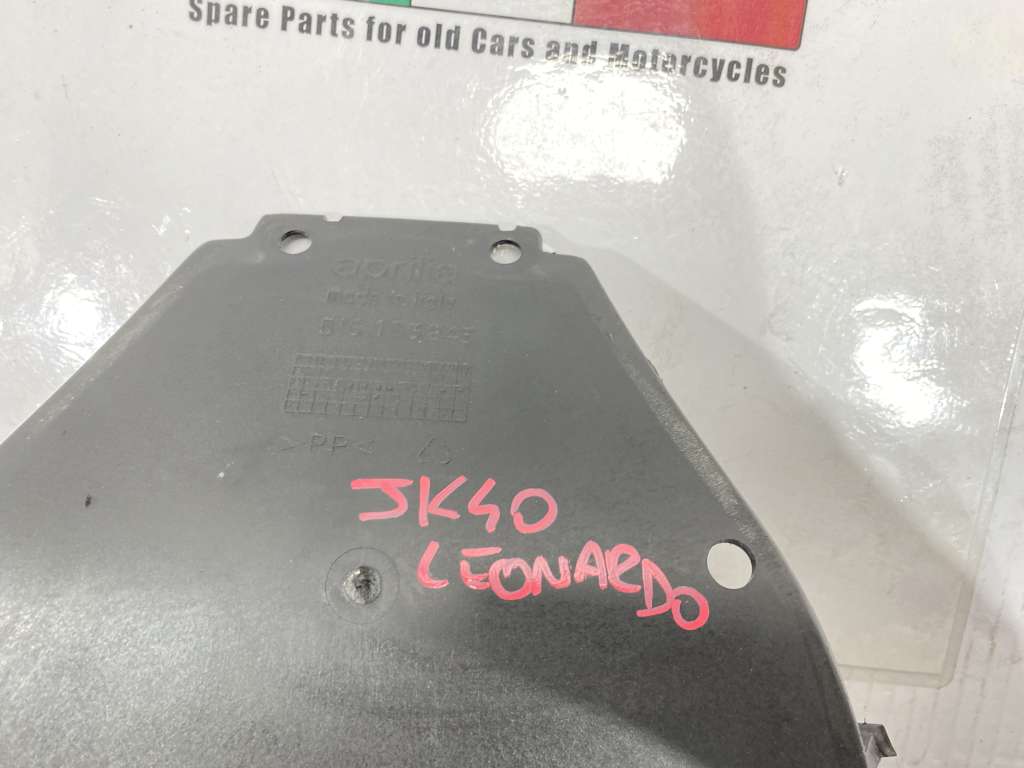 Spare Parts for old Cars and Motorcycles
aprilia
made in Italy
>PP<
JK40
LEONARDO